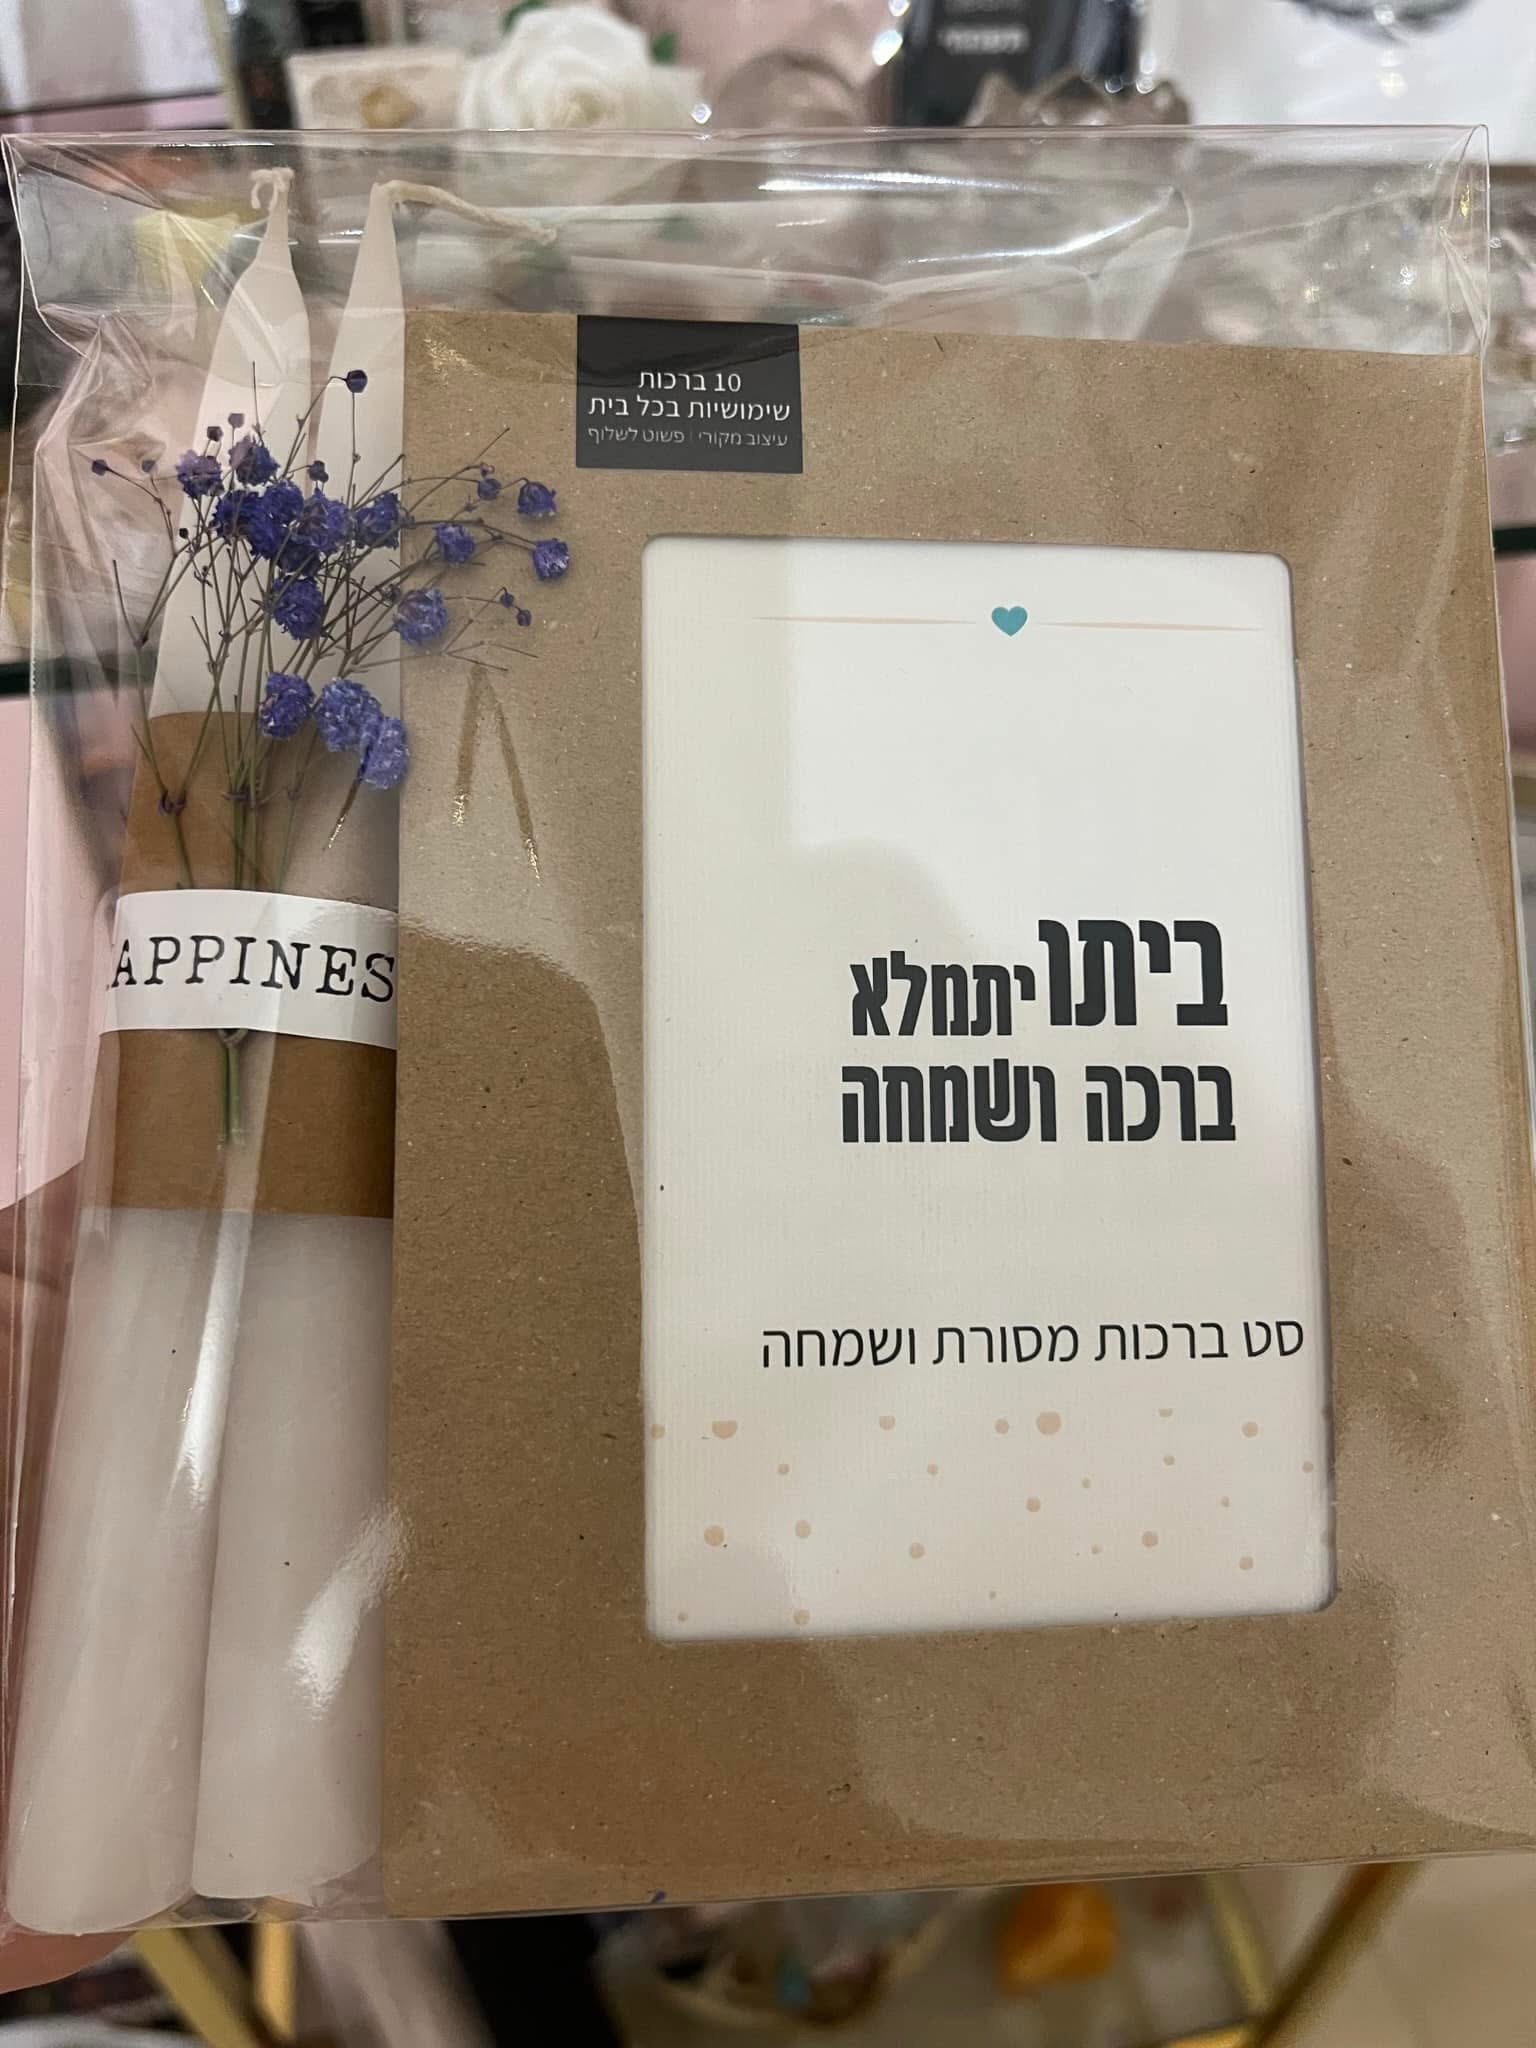 10 ברכות
שימושיות בכל בית
עיצוב מקורי | פשוט לשלוף
APPINES
ביתו יתמלא
ברכה ושמחה
סט ברכות מסורת ושמחה